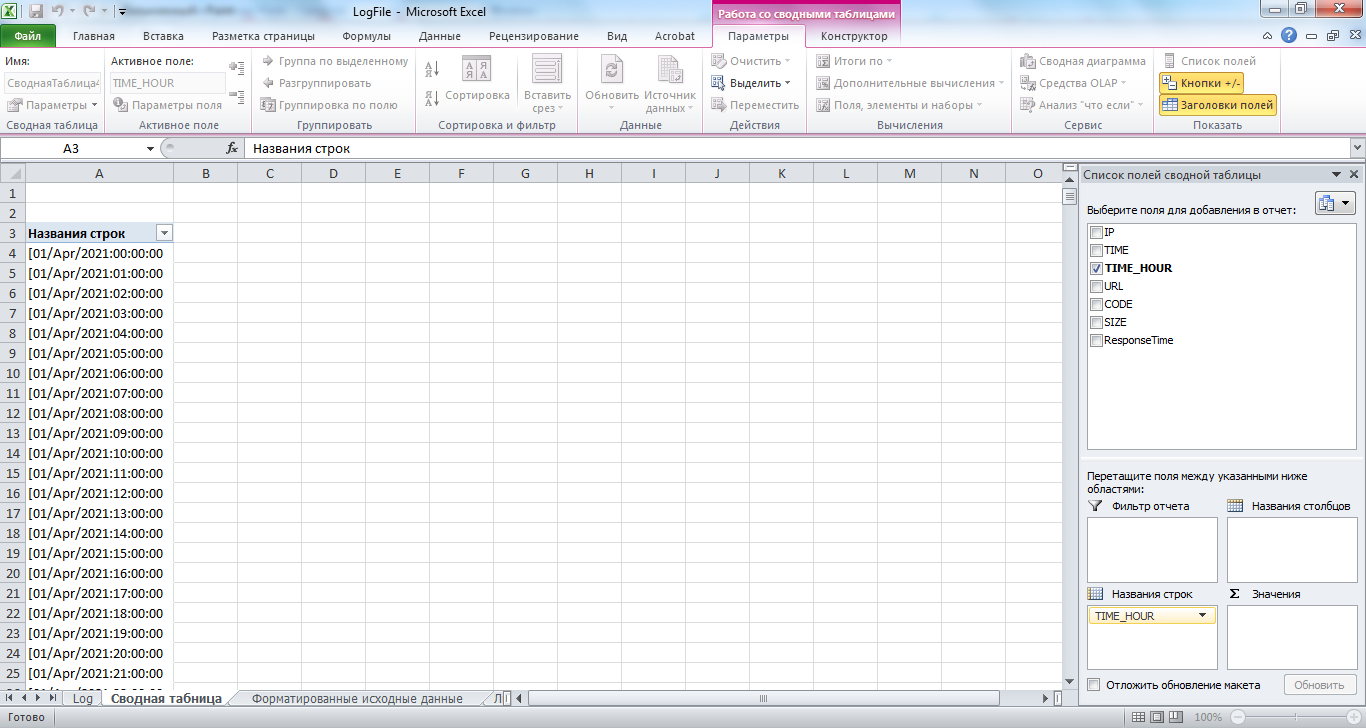 LogFile - Microsoft Excel
Работа со сводными таблицами
Файл Главная Вставка Разметка страницы Формулы Данные Рецензирование Вид Acrobat Параметры Конструктор
Имя:
СводнаяТаблица4
Параметры
Сводная таблица
Активное поле:
TIME_HOUR
Параметры поля
Активное поле
Группа по выделенному
Разгруппировать
Группировка по полю
Группировать
Сортировка
Вставить
срез
Сортировка и фильтр
Обновить
Источник
данных
Данные
Очистить
Выделить
Переместить
Действия
Итоги по
Дополнительные вычисления
Поля, элементы и наборы
Вычисления
Сводная диаграмма
Средства OLAP
Анализ "что если"
Сервис
Список полей
Кнопки +/-
Заголовки полей
Показать
A3 fx Названия строк
A B C D E F G H I J K L M N O
1
2
3 Названия строк
4 [01/Apr/2021:00:00:00
5 [01/Apr/2021:01:00:00
6 [01/Apr/2021:02:00:00
7 [01/Apr/2021:03:00:00
8 [01/Apr/2021:04:00:00
9 [01/Apr/2021:05:00:00
10 [01/Apr/2021:06:00:00
11 [01/Apr/2021:07:00:00
12 [01/Apr/2021:08:00:00
13 [01/Apr/2021:09:00:00
14 [01/Apr/2021:10:00:00
15 [01/Apr/2021:11:00:00
16 [01/Apr/2021:12:00:00
17 [01/Apr/2021:13:00:00
18 [01/Apr/2021:14:00:00
19 [01/Apr/2021:15:00:00
20 [01/Apr/2021:16:00:00
21 [01/Apr/2021:17:00:00
22 [01/Apr/2021:18:00:00
23 [01/Apr/2021:19:00:00
24 [01/Apr/2021:20:00:00
25 [01/Apr/2021:21:00:00
Список полей сводной таблицы
Выберите поля для добавления в отчет:
IP
TIME
TIME_HOUR
URL
CODE
SIZE
ResponseTime
Перетащите поля между указанными ниже
областями:
Фильтр отчета
Названия столбцов
Названия строк
Σ Значения
TIME_HOUR
Отложить обновление макета
Обновить
Log Сводная таблица Форматированные исходные данные Л
Готово
100%